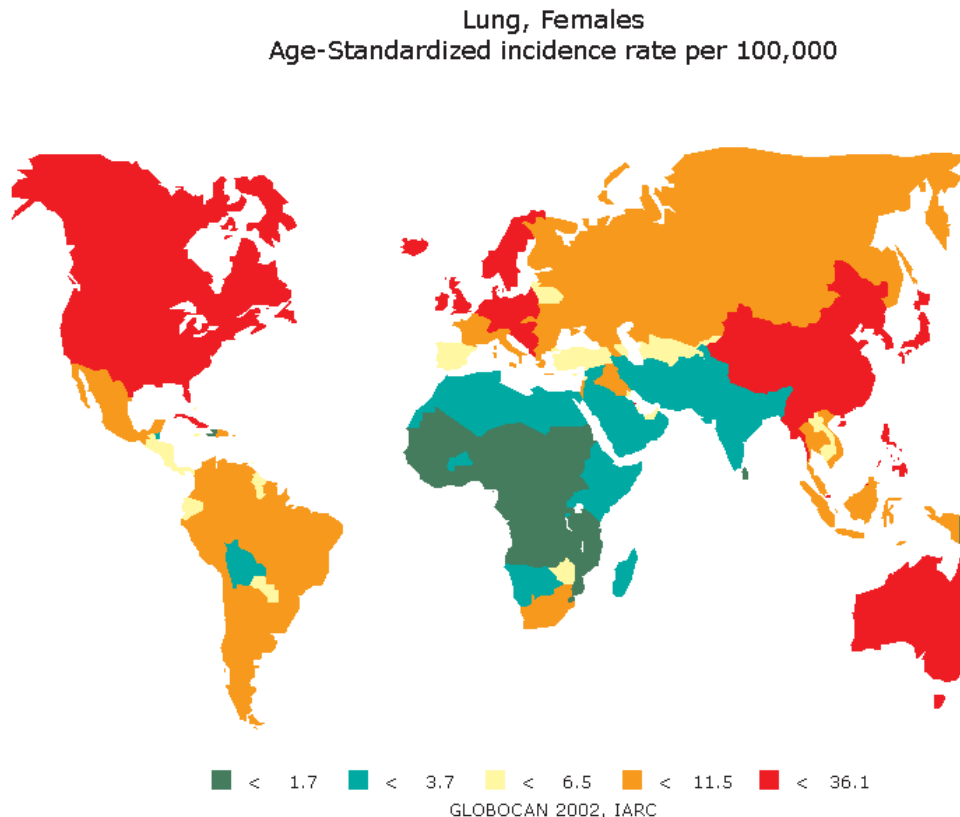 Lung, Females
Age-Standardized incidence rate per 100,000
< 1.7 < 3.7 < 6.5 < 11.5 < 36.1
GLOBOCAN 2002, IARC